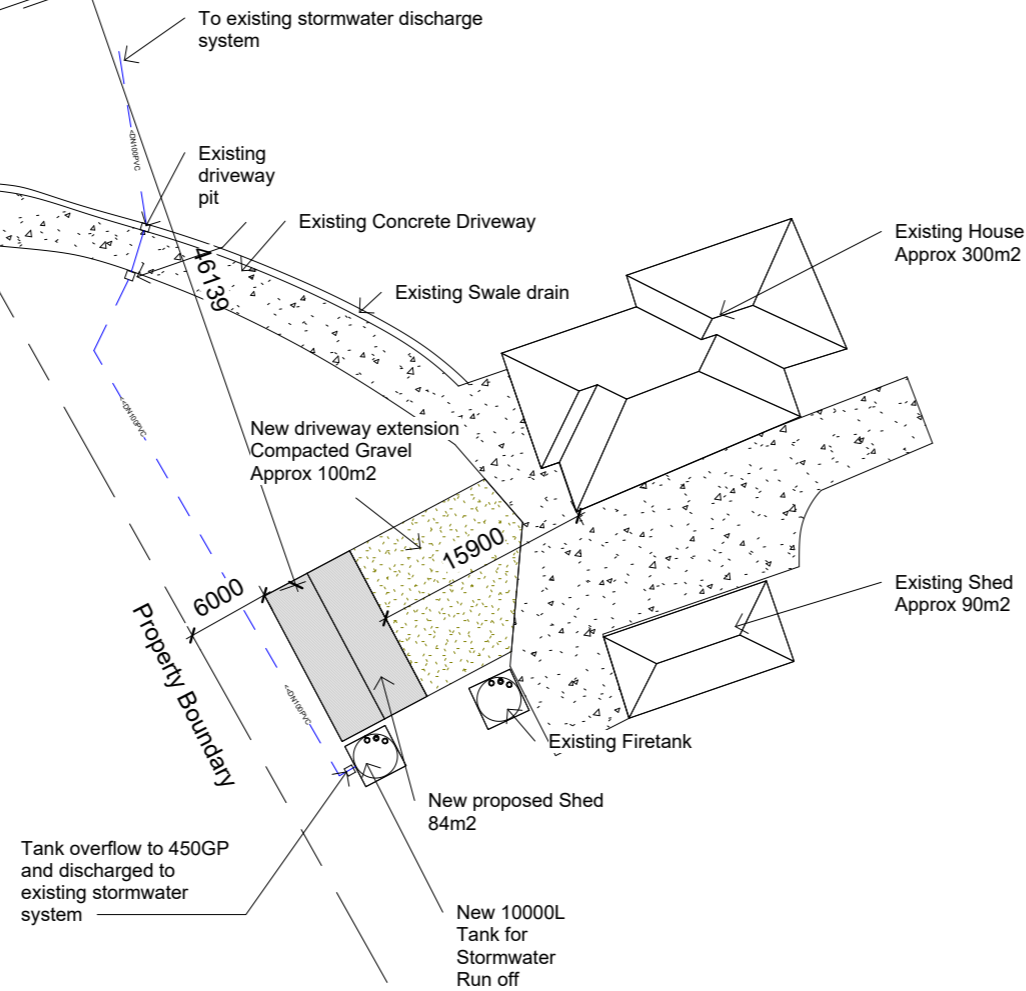 To existing stormwater discharge
system
<DN100PVC
Existing
driveway
pit
Existing Concrete Driveway
Existing House
Approx 300m2
46139
Existing Swale drain
<DN100PVC
New driveway extension
Compacted Gravel
Approx 100m2
15900
6000
Existing Shed
Approx 90m2
Property Boundary
<DN100PVC
Existing Firetank
New proposed Shed
84m2
Tank overflow to 450GP
and discharged to
existing stormwater
system
New 10000L
Tank for
Stormwater
Run off